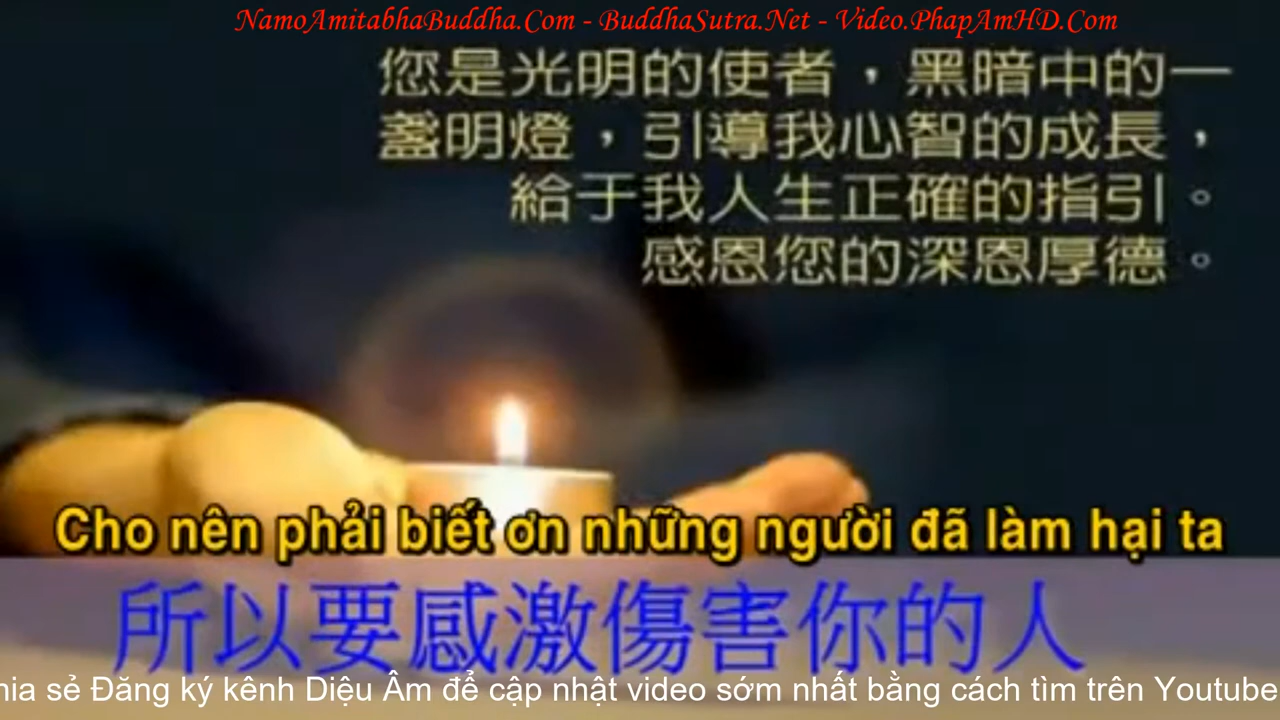 NamoAmitabhaBuddha.Com - BuddhaSutra.Net - Video.PhapAmHD.Com
您是光明的使者，黑暗中的一
盞明燈，引導我心智的成長，
給于我人生正確的指引。
感恩您的深恩厚德。
Cho nên phải biết ơn những người đã làm hại ta
所以要感激傷害你的人
sẻ Đăng ký kênh Diệu Âm để cập nhật video sớm nhất bằng cách tìm trên Youtube